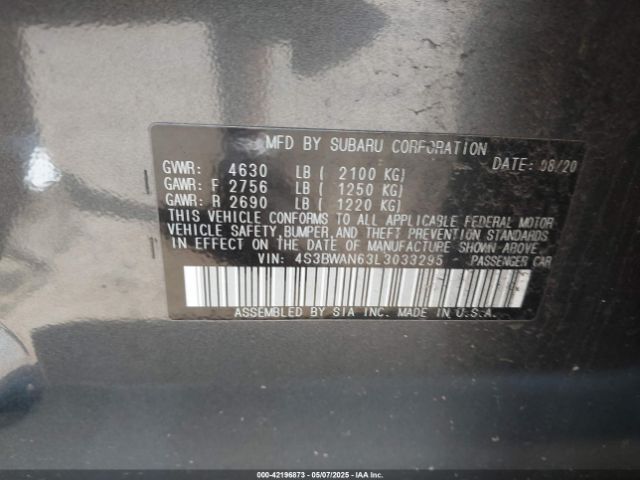 MFD BY SUBARU CORPORATION
DATE: 08/20
GVWR: 4630 LB ( 2100 KG)
GAWR: F 2756 LB ( 1250 KG)
GAWR: R 2690 LB ( 1220 KG)
THIS VEHICLE CONFORMS TO ALL APPLICABLE FEDERAL MOTOR
VEHICLE SAFETY, BUMPER, AND THEFT PREVENTION STANDARDS
IN EFFECT ON THE DATE OF MANUFACTURE SHOWN ABOVE.
VIN: 4S3BWAN63L3033295 PASSENGER CAR
ASSEMBLED BY SIA INC. MADE IN U.S.A.
000-42196873 - 05/07/2025 - IAAI.CA